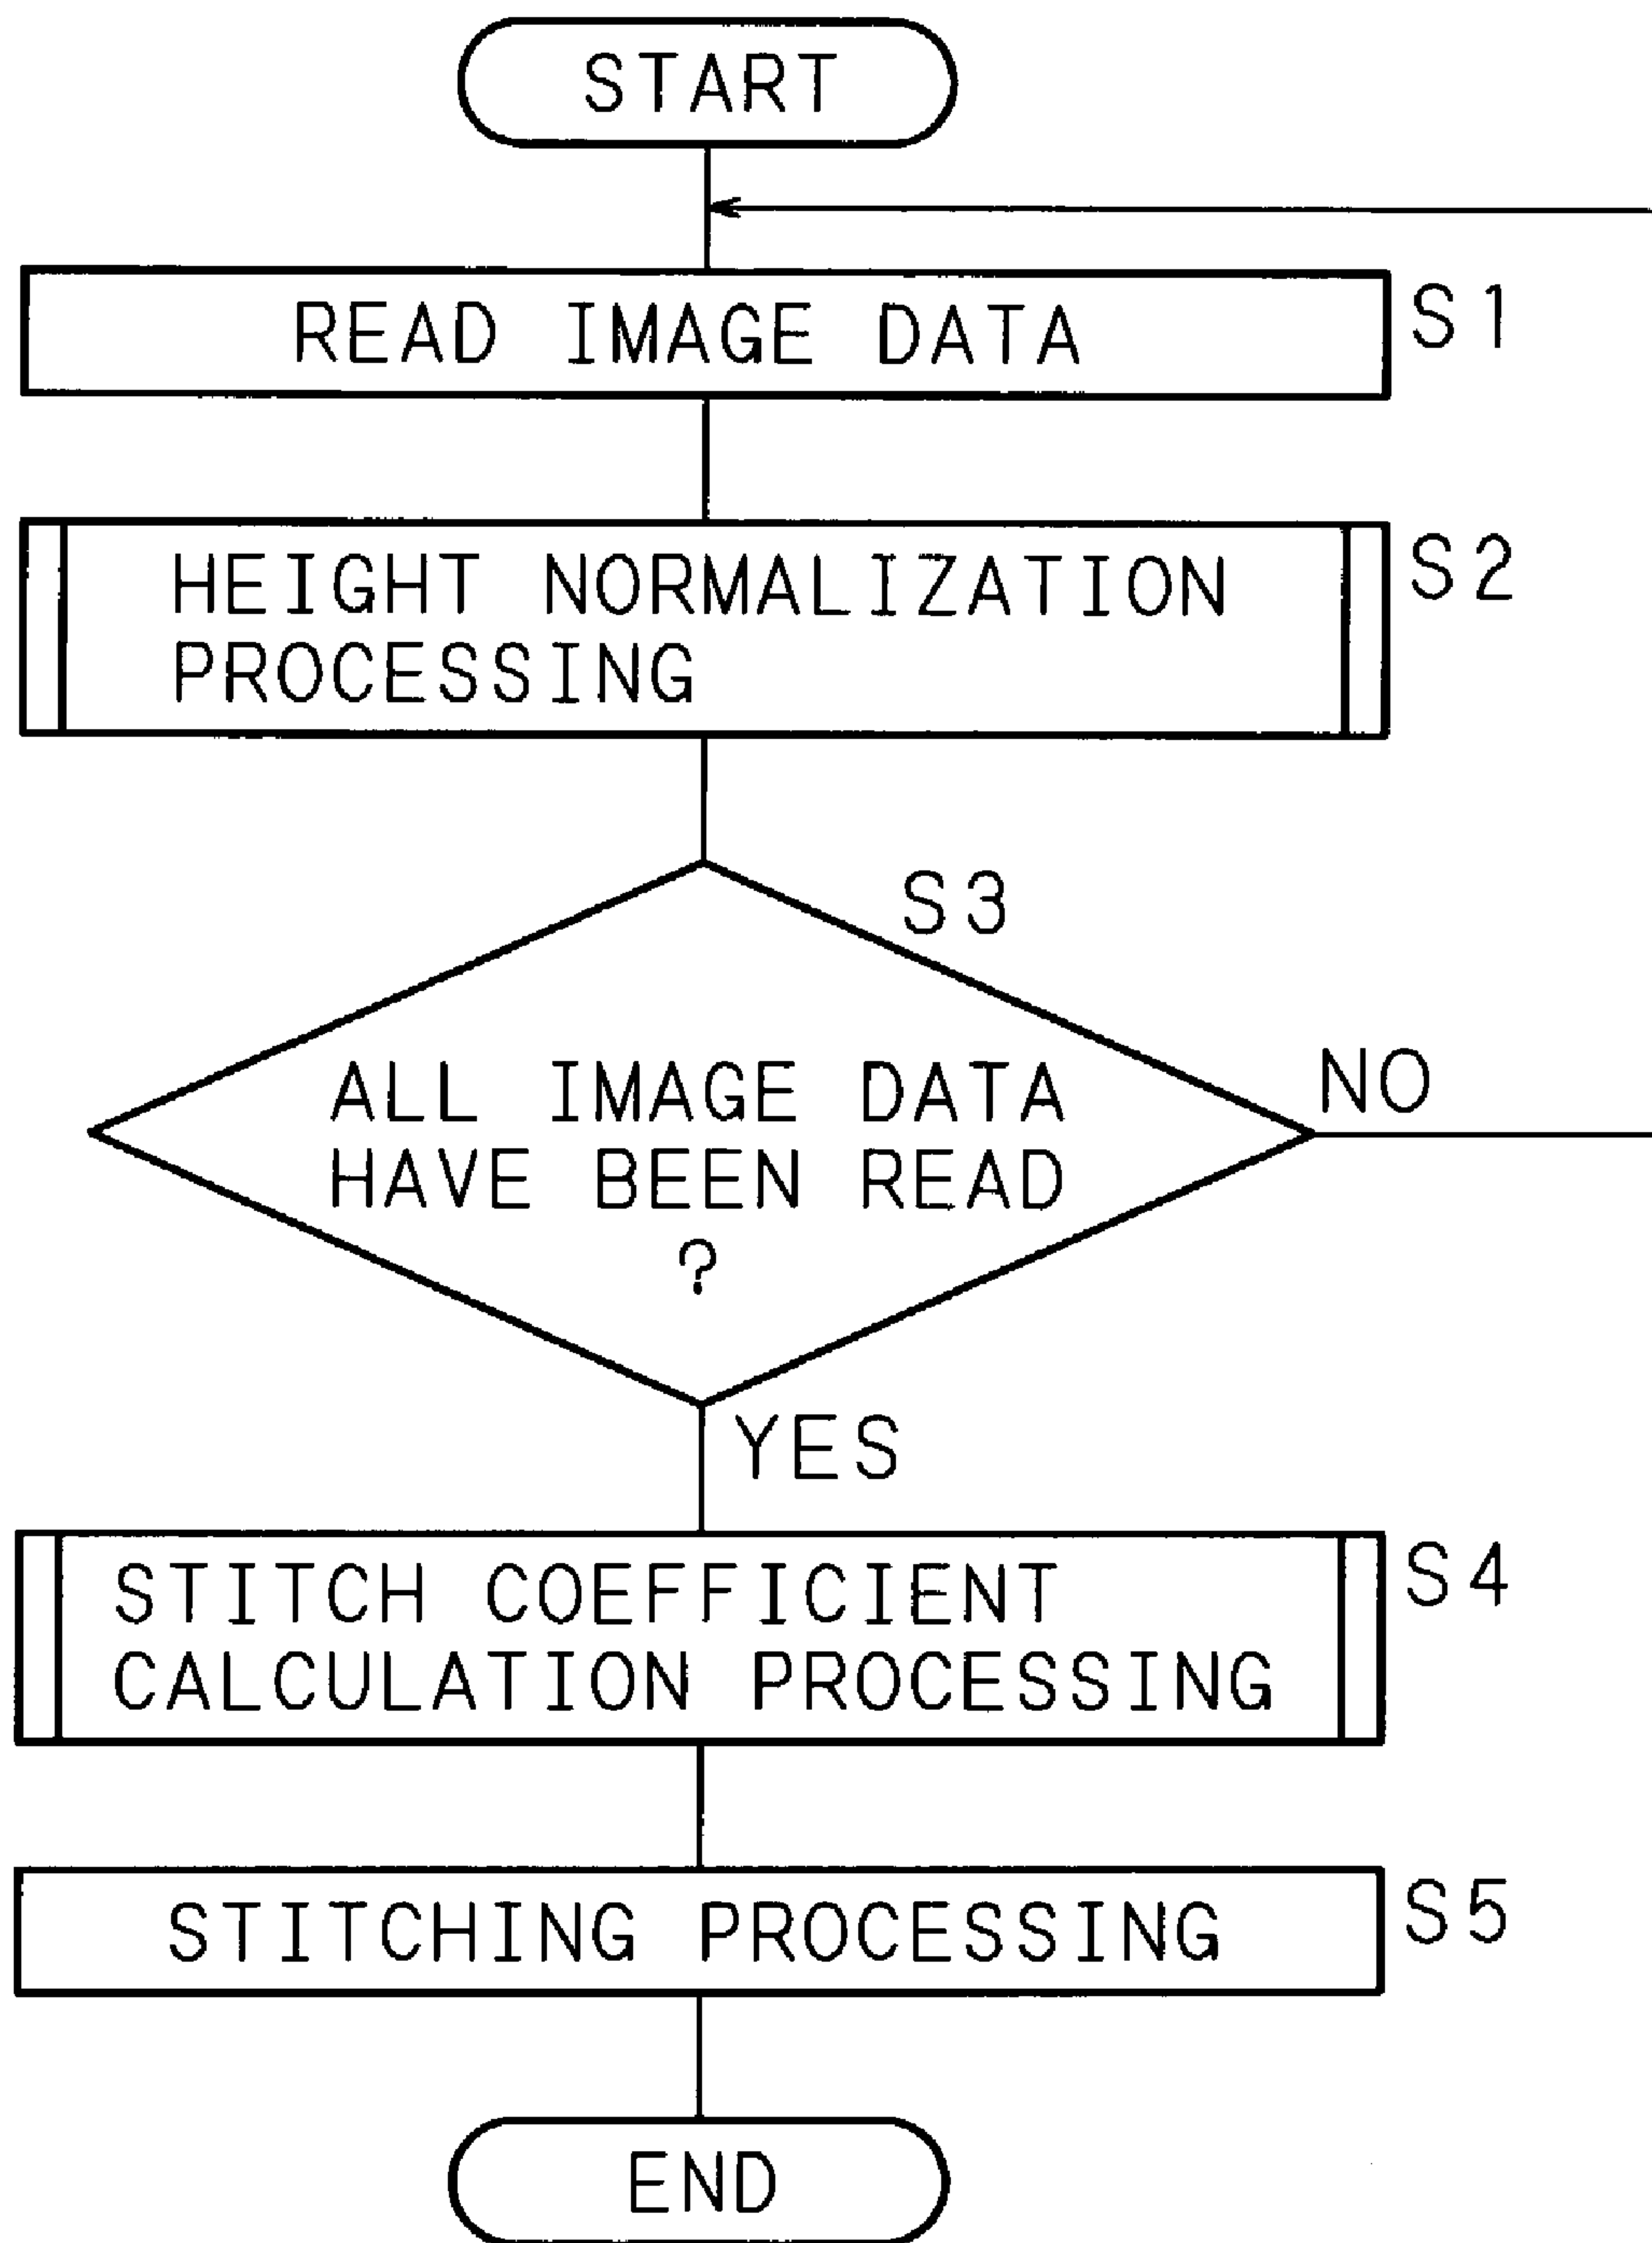 START
READ IMAGE DATA
S1
HEIGHT NORMALIZATION
PROCESSING
S2
S3
ALL IMAGE DATA
HAVE BEEN READ
?
NO
YES
STITCH COEFFICIENT
CALCULATION PROCESSING
S4
STITCHING PROCESSING
S5
END